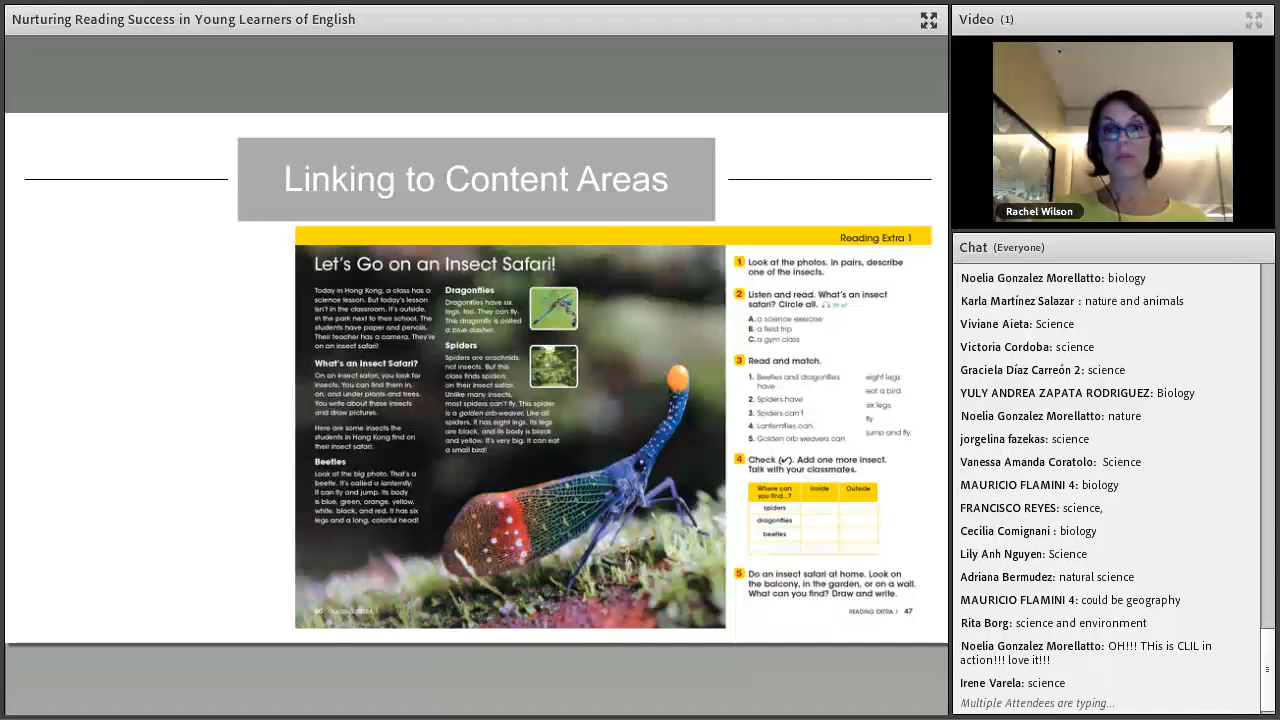 Nurturing Reading Success in Young Learners of English
Linking to Content Areas
Reading Extra 1
Let's Go on an Insect Safari!
Today in Hong Kong, a class has a
science lesson. But today's lesson
isn't in the classroom. It's outside,
in the park next to their school. The
students have paper and pencils.
Their teacher has a camera. They're
on an insect safari!
What's an Insect Safari?
On an insect safari, you look for
insects. You can find them in,
on, and under plants and trees.
You write about those insects
and draw pictures.
Here are some insects the
students in Hong Kong find on
their insect safari:
Beetles
Look at the big photo. That's a
beetle. It's called a lanternfly.
It can fly and jump. Its body
is blue, green, orange, yellow,
white, black, and red. It has six
legs and a long, colorful head!
Dragonflies
Dragonflies have six
legs, too. They can fly.
This dragonfly is called
a blue dasher.
Spiders
Spiders are arachnids,
not insects. But this
class finds spiders
on their insect safari.
Unlike many insects,
most spiders can't fly. This spider
is a golden orb-weaver. Like all
spiders, it has eight legs. Its legs
are black, and its body is black
and yellow. It's very big. It can eat
a small bird!
46 READING EXTRA 1
1 Look at the photos. In pairs, describe
one of the insects.
2 Listen and read. What's an insect
safari? Circle all.
A. a science exercise
B. a field trip
C. a gym class
3 Read and match.
1. Beetles and dragonflies
have
2. Spiders have
3. Spiders can't
4. Lanternflies can
5. Golden orb weavers can
eight legs
eat a bird.
six legs.
fly.
jump and fly.
4 Check (✔). Add one more insect.
Talk with your classmates.
Where can
you find...? Inside Outside
spiders
dragonflies
beetles
5 Do an insect safari at home. Look on
the balcony, in the garden, or on a wall.
What can you find? Draw and write.
READING EXTRA 1 47
Video (1)
Rachel Wilson
Chat (Everyone)
Noelia Gonzalez Morellatto: biology
Karla Martíntz Salazar : nature and animals
Viviane Aieta: Science
Victoria Cordoba: science
Graciela Díaz Carreón 2: science
YULY ANDREA ZAPATA RODRIGUEZ: Biology
Noelia Gonzalez Morellatto: nature
jorgelina fazekas: science
Vanessa Amanda Coratolo: Science
MAURICIO FLAMINI 4: biology
FRANCISCO REYES: science,
Cecilia Comignani : biology
Lily Anh Nguyen: Science
Adriana Bermudez: natural science
MAURICIO FLAMINI 4: could be geography
Rita Borg: science and environment
Noelia Gonzalez Morellatto: OH!!! THis is CLIL in
action!!! love it!!!
Irene Varela: science
Multiple Attendees are typing...